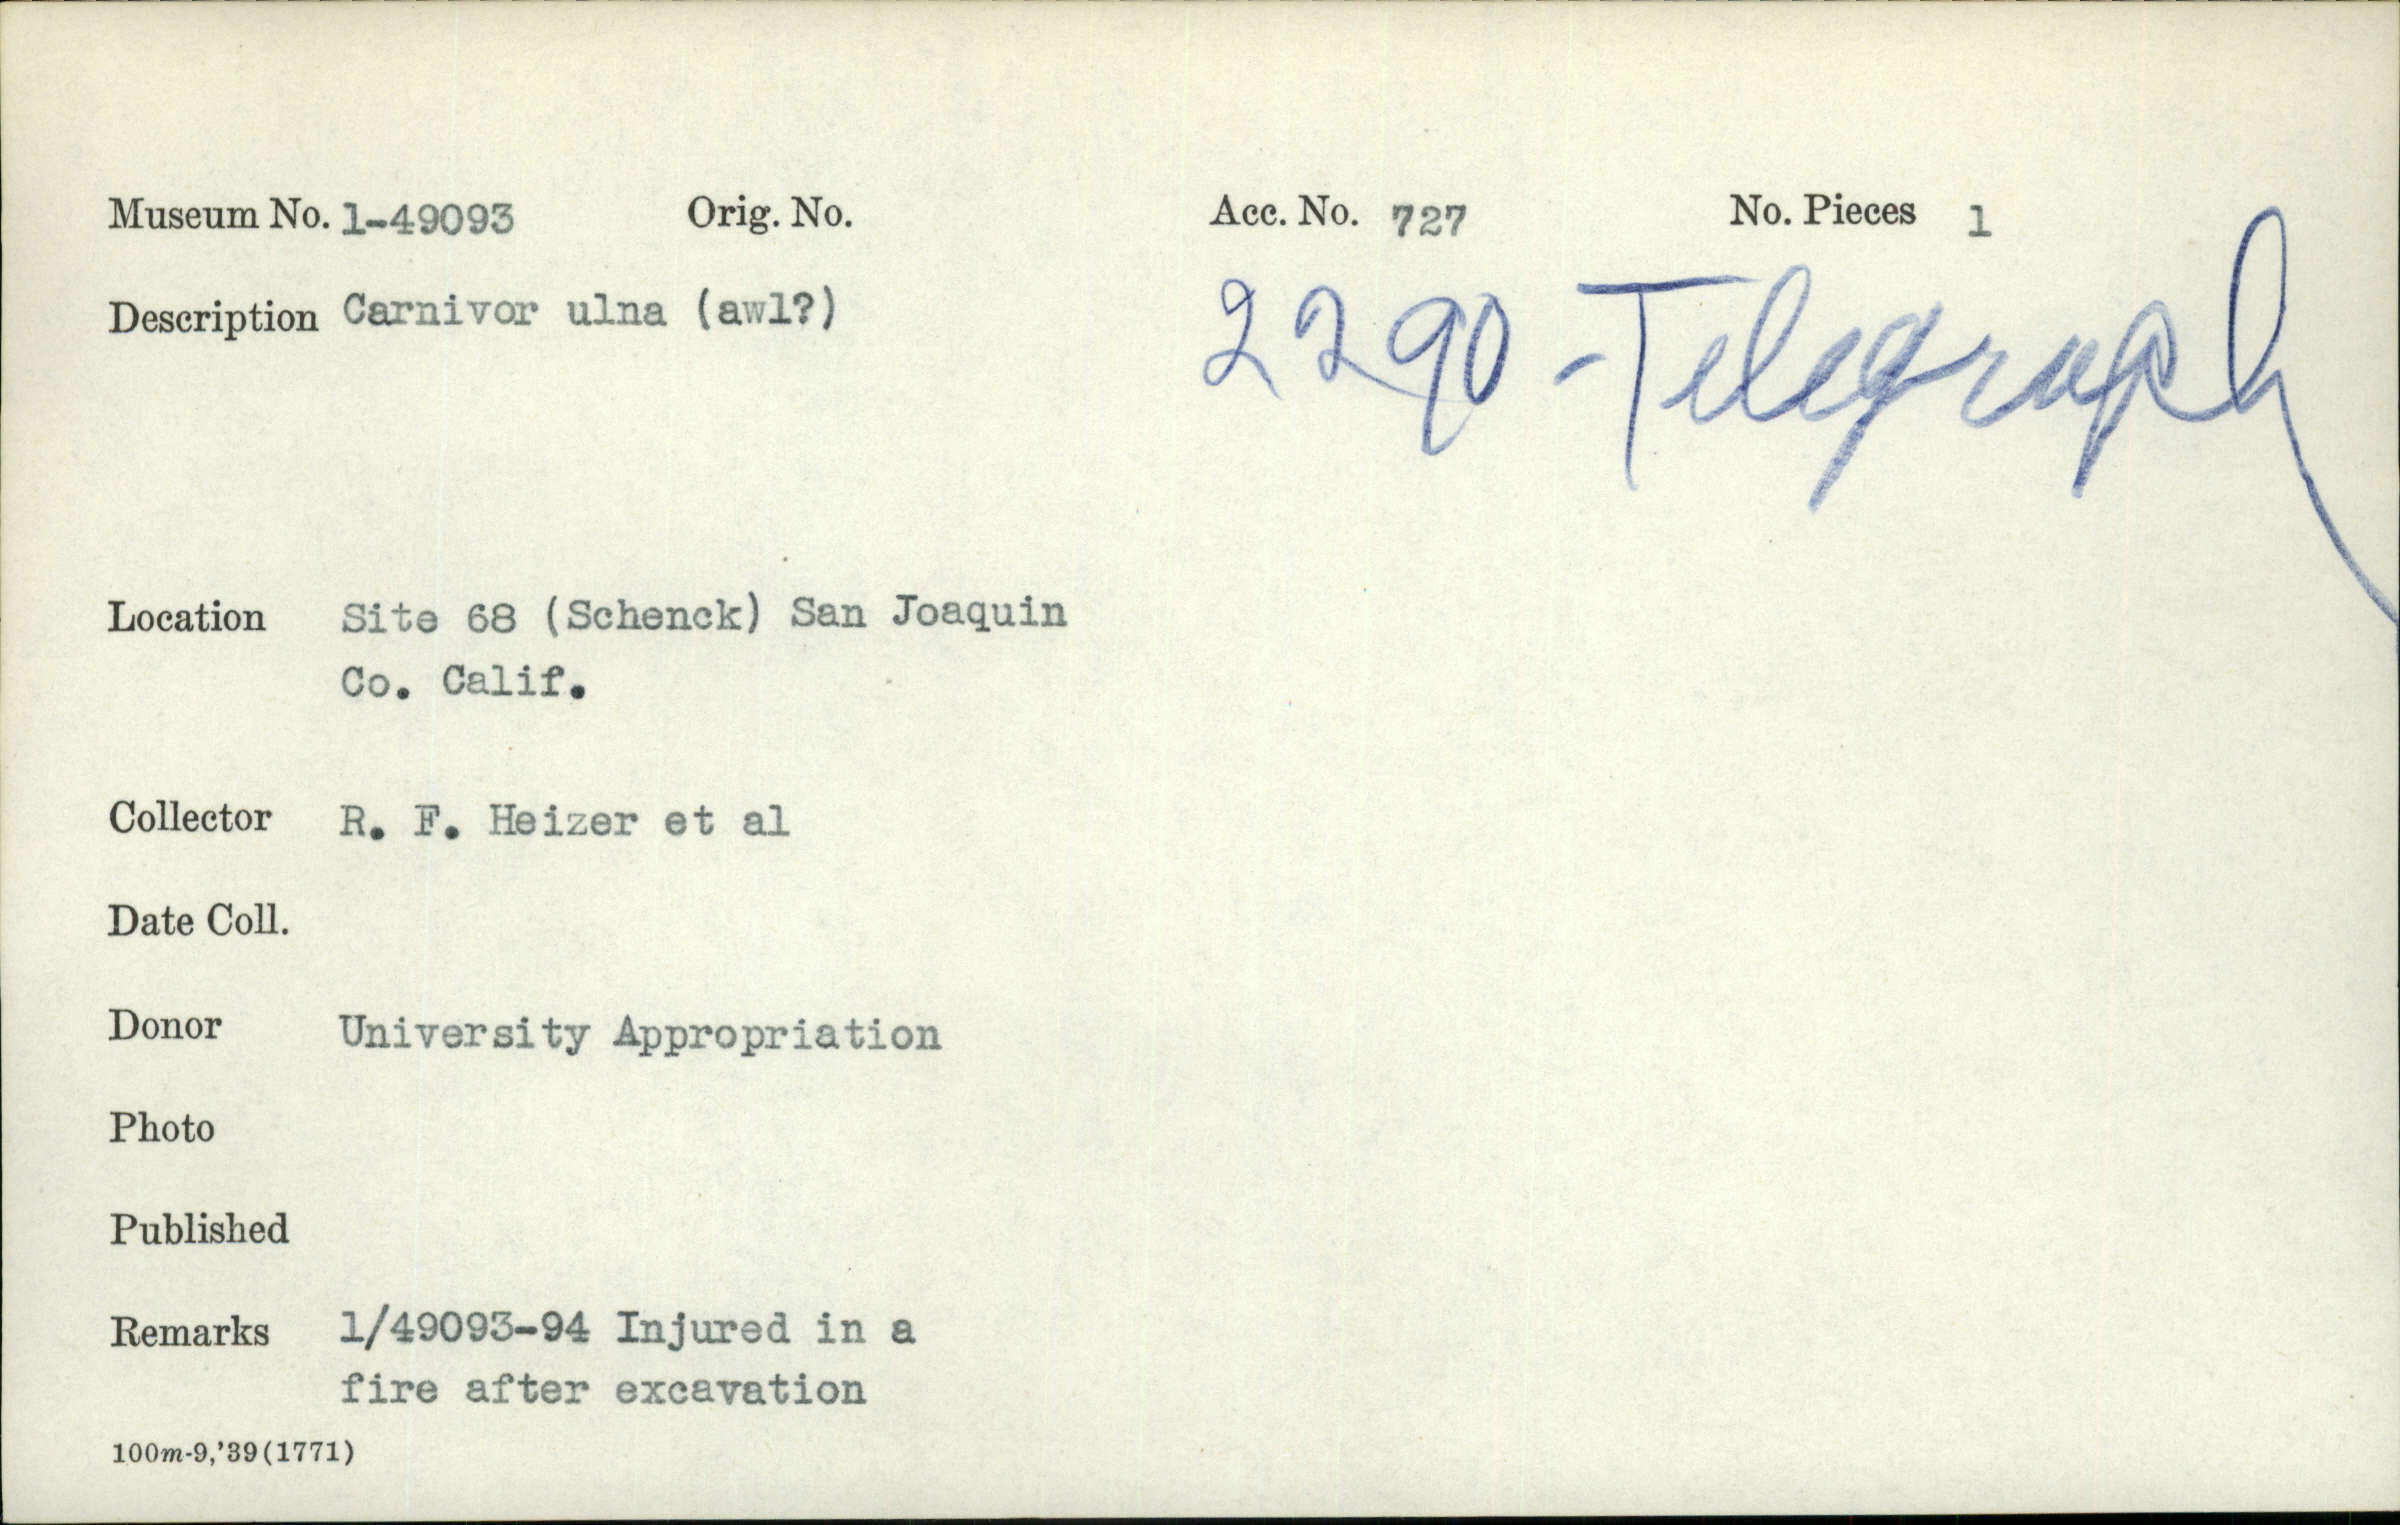 Museum No. 1-49093 Orig. No. Acc. No. 727 No. Pieces 1
Description Carnivor ulna (awl?)
2290 - Telegraph
Location Site 68 (Schenck) San Joaquin
Co. Calif.
Collector R. F. Heizer et al
Date Coll.
Donor University Appropriation
Photo
Published
Remarks 1/49093-94 Injured in a
fire after excavation
100m-9,'39(1771)